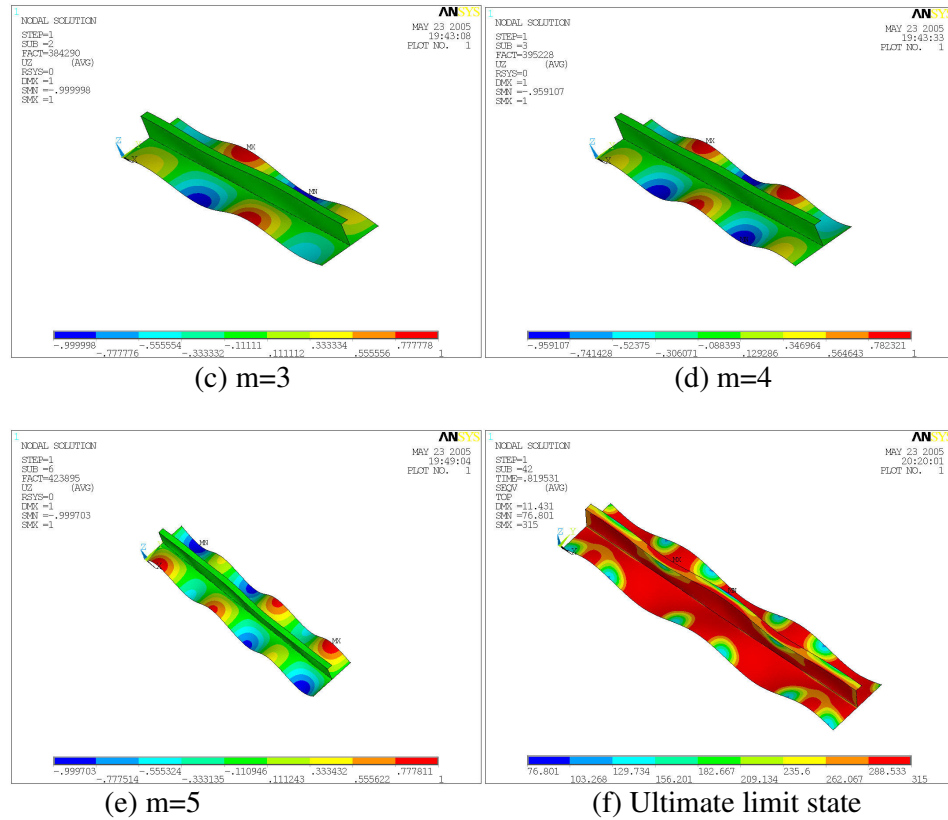 1
ANSYS
NODAL SOLUTION
MAY 23 2005
19:43:08
PLOT NO. 1
STEP=1
SUB =2
FACT=384290
UZ (AVG)
RSYS=0
DMX =1
SMN =-.999998
SMX =1
Z
X
MX
MN
-.999998
-.777776
-.555554
-.333332
-.11111
.111112
.333334
.555556
.777778
1
(c) m=3
1
ANSYS
NODAL SOLUTION
MAY 23 2005
19:43:33
PLOT NO. 1
STEP=1
SUB =3
FACT=395228
UZ (AVG)
RSYS=0
DMX =1
SMN =-.959107
SMX =1
Z
X
MX
-.959107
-.741428
-.52375
-.306071
-.088393
.129286
.346964
.564643
.782321
1
(d) m=4
1
ANSYS
NODAL SOLUTION
MAY 23 2005
19:49:04
PLOT NO. 1
STEP=1
SUB =6
FACT=423895
UZ (AVG)
RSYS=0
DMX =1
SMN =-.999703
SMX =1
Z
MN
MX
-.999703
-.777514
-.555324
-.333135
-.110946
.111243
.333432
.555622
.777811
1
(e) m=5
1
ANSYS
NODAL SOLUTION
MAY 23 2005
20:20:01
PLOT NO. 1
STEP=1
SUB =42
TIME=.819531
SEQV (AVG)
TOP
DMX =11.431
SMN =76.801
SMX =315
Z
Y
MX
MN
76.801
103.268
129.734
156.201
182.667
209.134
235.6
262.067
288.533
315
(f) Ultimate limit state